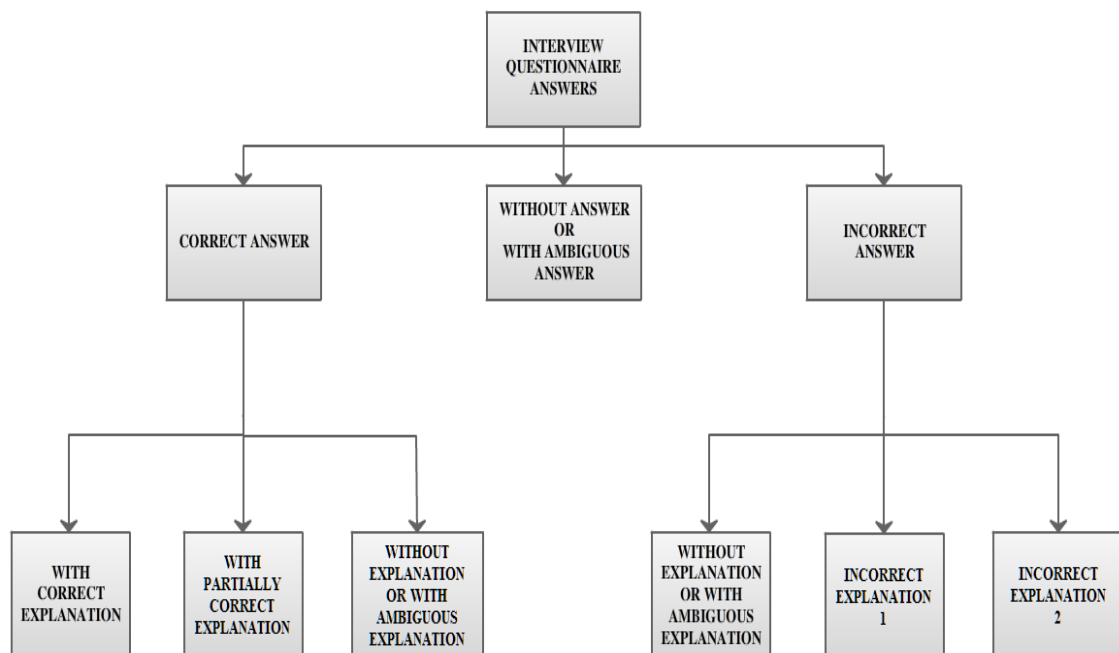 INTERVIEW
QUESTIONNAIRE
ANSWERS
CORRECT ANSWER
WITHOUT ANSWER
OR
WITH AMBIGUOUS
ANSWER
INCORRECT
ANSWER
WITH
CORRECT
EXPLANATION
WITH
PARTIALLY
CORRECT
EXPLANATION
WITHOUT
EXPLANATION
OR WITH
AMBIGUOUS
EXPLANATION
WITHOUT
EXPLANATION
OR WITH
AMBIGUOUS
EXPLANATION
INCORRECT
EXPLANATION
1
INCORRECT
EXPLANATION
2